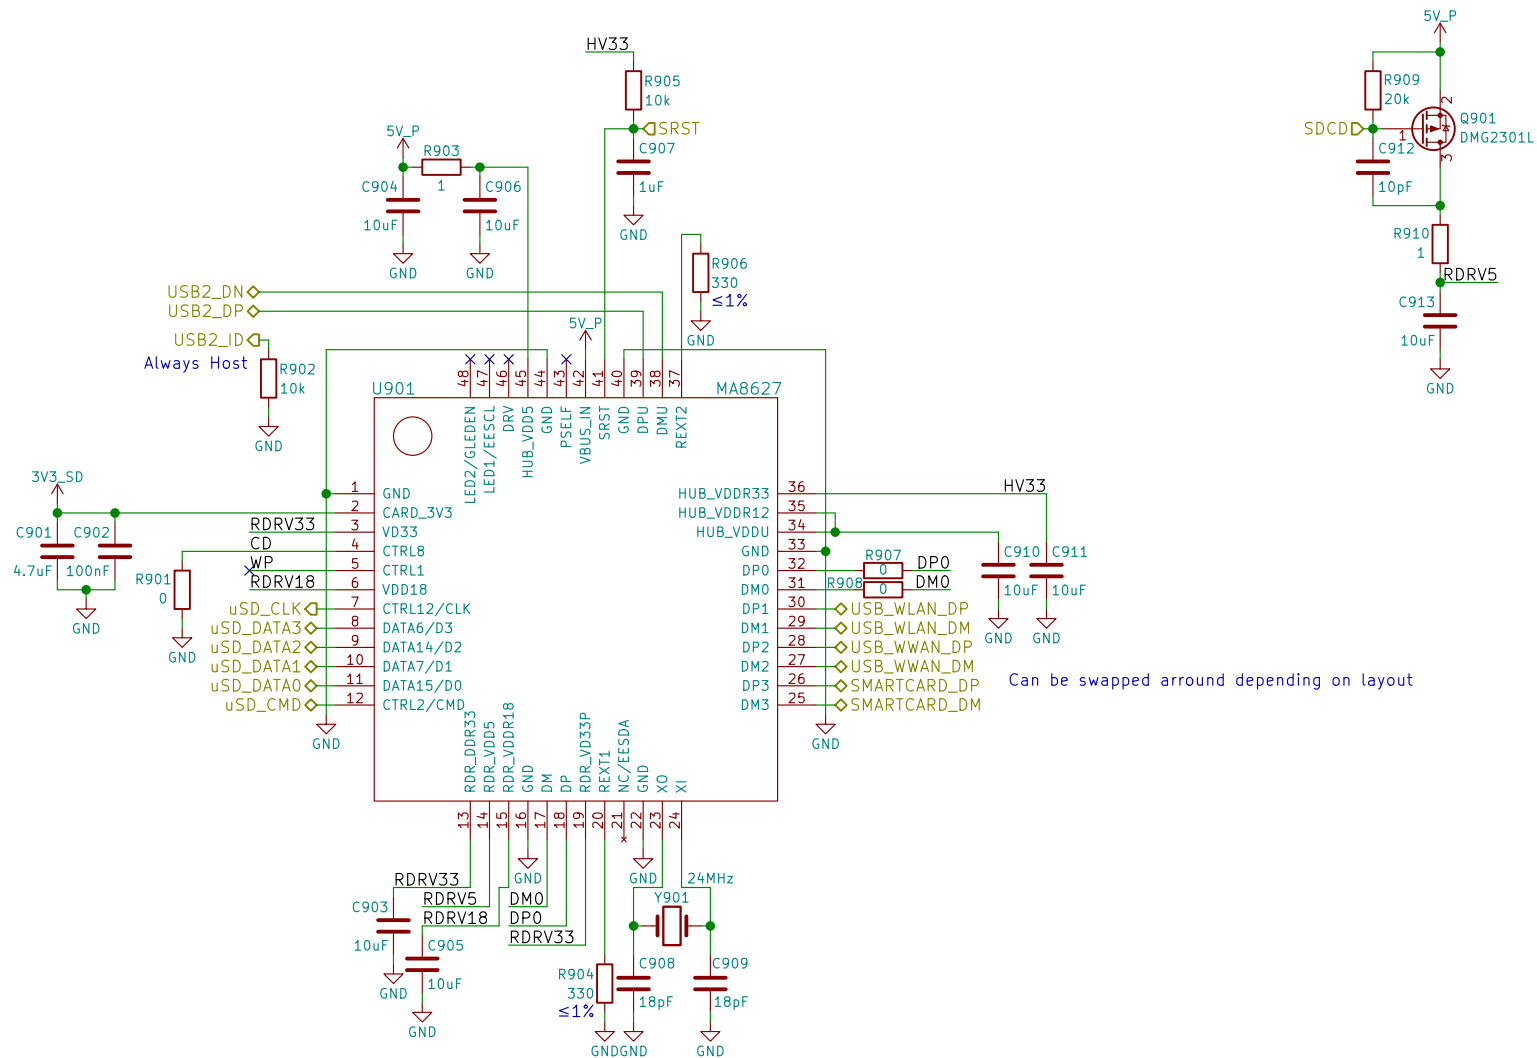 5V_P
HV33
R905
10k
SRST
C907
1uF
GND
5V_P
R909
20k
SDCD
2
1
3
Q901
DMG2301L
C912
10pF
R910
1
RDRV5
C913
10uF
GND
5V_P
R903
1
C904
10uF
C906
10uF
GND
GND
R906
330
≤1%
GND
USB2_DN
USB2_DP
USB2_ID
Always Host
R902
10k
GND
5V_P
U901
MA8627
48
47
46
45
44
43
42
41
40
39
38
37
LED2/GLEDEN
LED1/EESCL
DRV
HUB_VDD5
GND
PSELF
VBUS_IN
SRST
GND
DPU
DMU
REXT2
3V3_SD
C901
4.7uF
C902
100nF
GND
RDRV33
CD
WP
RDRV18
R901
0
GND
uSD_CLK
uSD_DATA3
uSD_DATA2
uSD_DATA1
uSD_DATA0
uSD_CMD
GND
1 GND
2 CARD_3V3
3 VD33
4 CTRL8
5 CTRL1
6 VDD18
7 CTRL12/CLK
8 DATA6/D3
9 DATA14/D2
10 DATA7/D1
11 DATA15/D0
12 CTRL2/CMD
HUB_VDDR33 36
HUB_VDDR12 35
HUB_VDDU 34
GND 33
DP0 32
DM0 31
DP1 30
DM1 29
DP2 28
DM2 27
DP3 26
DM3 25
HV33
R907
0
DP0
R908
0
DM0
USB_WLAN_DP
USB_WLAN_DM
USB_WWAN_DP
USB_WWAN_DM
SMARTCARD_DP
SMARTCARD_DM
GND
C910
10uF
C911
10uF
GND
GND
Can be swapped arround depending on layout
RDR_DDR33
RDR_VDD5
RDR_VDDR18
GND
DM
DP
RDR_VD33P
REXT1
NC/EESDA
GND
XO
XI
13
14
15
16
17
18
19
20
21
22
23
24
GND
GND
RDRV33
RDRV5
RDRV18
DM0
DP0
RDRV33
C903
10uF
GND
C905
10uF
GND
24MHz
Y901
R904
330
≤1%
C908
18pF
C909
18pF
GND
GND
GND